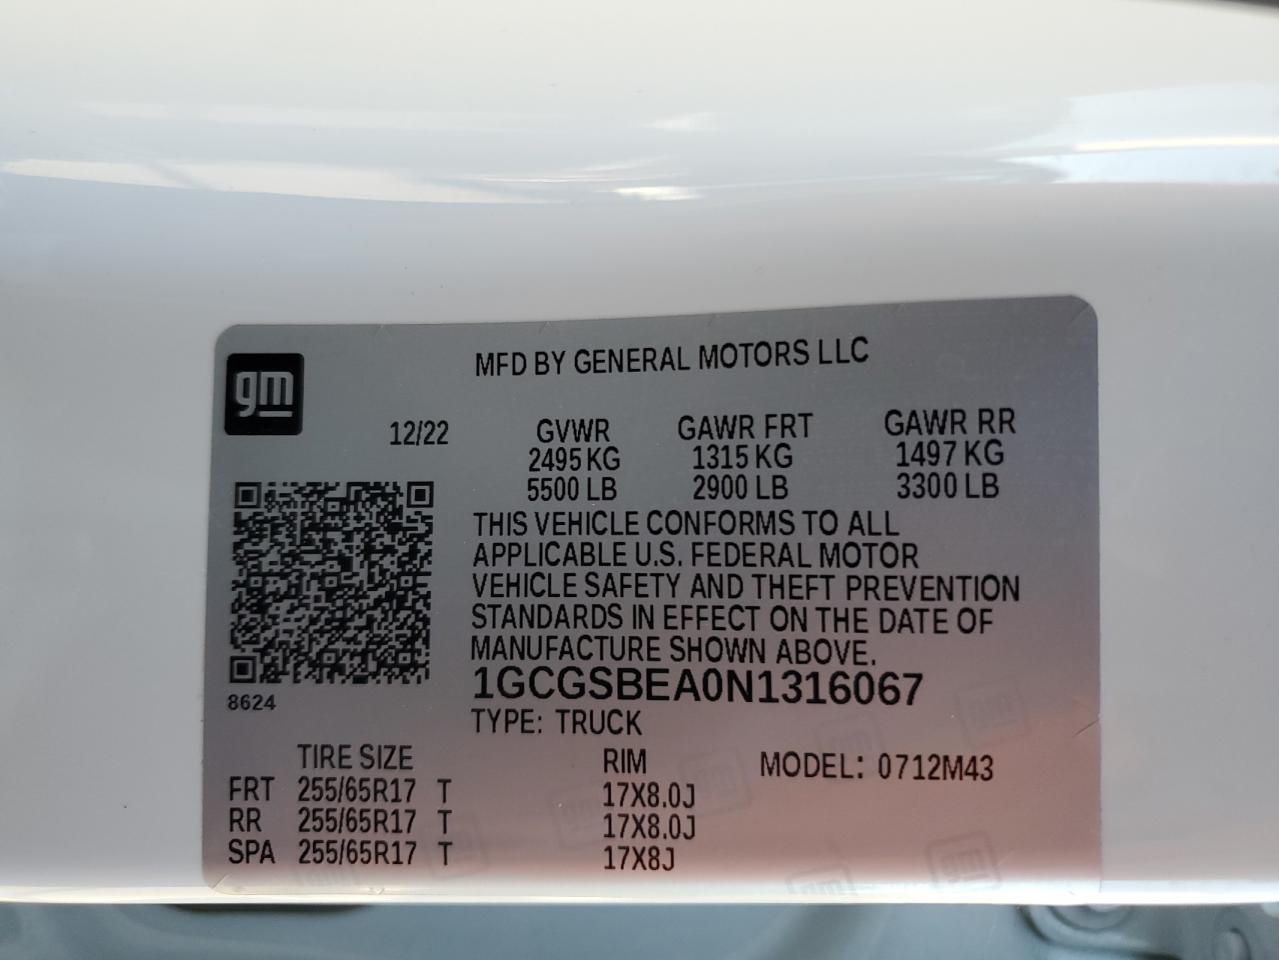 MFD BY GENERAL MOTORS LLC
gm
12/22 GVWR GAWR FRT GAWR RR
2495 KG 1315 KG 1497 KG
5500 LB 2900 LB 3300 LB
THIS VEHICLE CONFORMS TO ALL
APPLICABLE U.S. FEDERAL MOTOR
VEHICLE SAFETY AND THEFT PREVENTION
STANDARDS IN EFFECT ON THE DATE OF
MANUFACTURE SHOWN ABOVE.
1GCGSBEA0N1316067
8624
TYPE: TRUCK
TIRE SIZE RIM MODEL: 0712M43
FRT 255/65R17 T 17X8.0J
RR 255/65R17 T 17X8.0J
SPA 255/65R17 T 17X8J